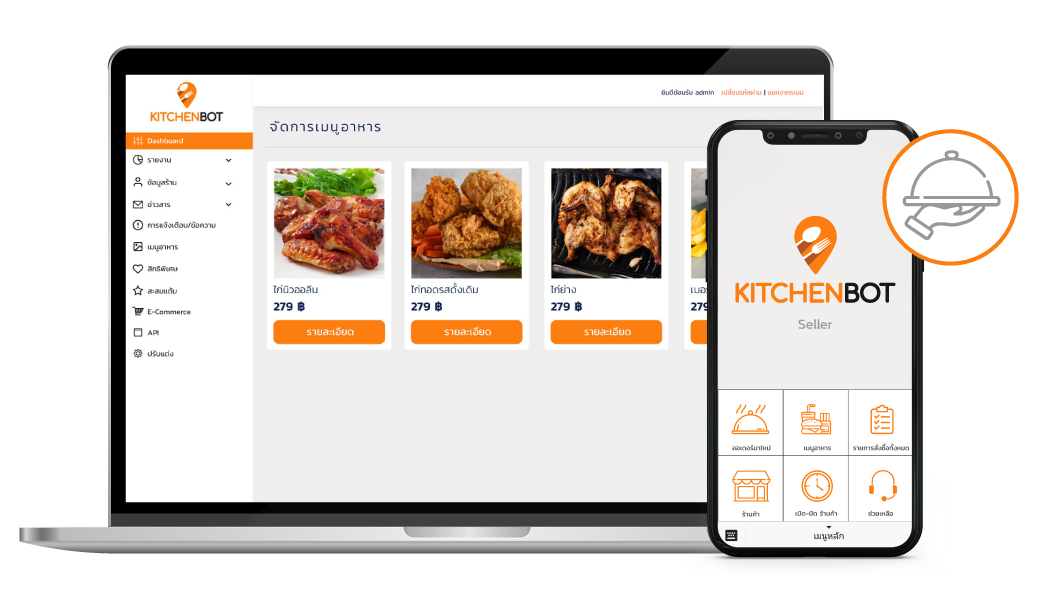 KITCHENBOT
ยินดีต้อนรับ admin เปลี่ยนรหัสผ่าน | ออกจากระบบ
Dashboard
รายงาน
ข้อมูลร้าน
ข่าวสาร
การแจ้งเตือน/ข้อความ
เมนูอาหาร
สิทธิพิเศษ
สะสมแต้ม
E-Commerce
API
ปรับแต่ง
จัดการเมนูอาหาร
ไก่นิวออลีน
279 ฿
รายละเอียด
ไก่ทอดรสดั้งเดิม
279 ฿
รายละเอียด
ไก่ย่าง
279 ฿
รายละเอียด
เบอร
279
KITCHENBOT
Seller
ออเดอร์มาใหม่
เมนูอาหาร
รายการสั่งซื้อทั้งหมด
ร้านค้า
เปิด-ปิด ร้านค้า
ช่วยเหลือ
เมนูหลัก